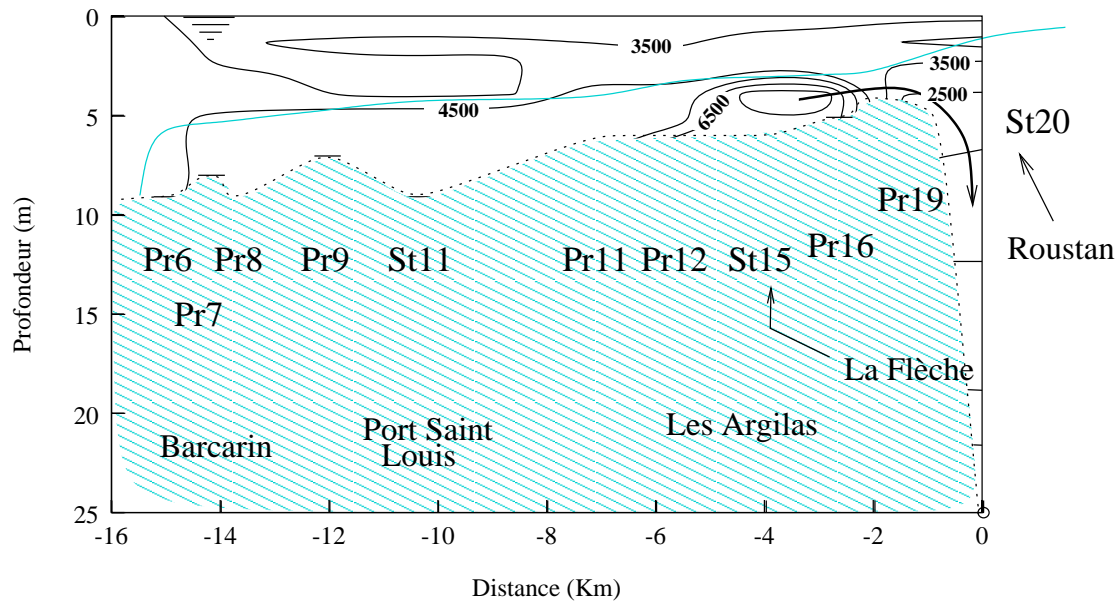 0
3500
3500
2500
4500
6500
5
St20
10
Pr19
Roustan
Pr6 Pr8 Pr9 St11 Pr11 Pr12 St15 Pr16
Pr7
15
La Flèche
20
Barcarin
Port Saint
Louis
Les Argilas
25
-16 -14 -12 -10 -8 -6 -4 -2 0
Profondeur (m)
Distance (Km)